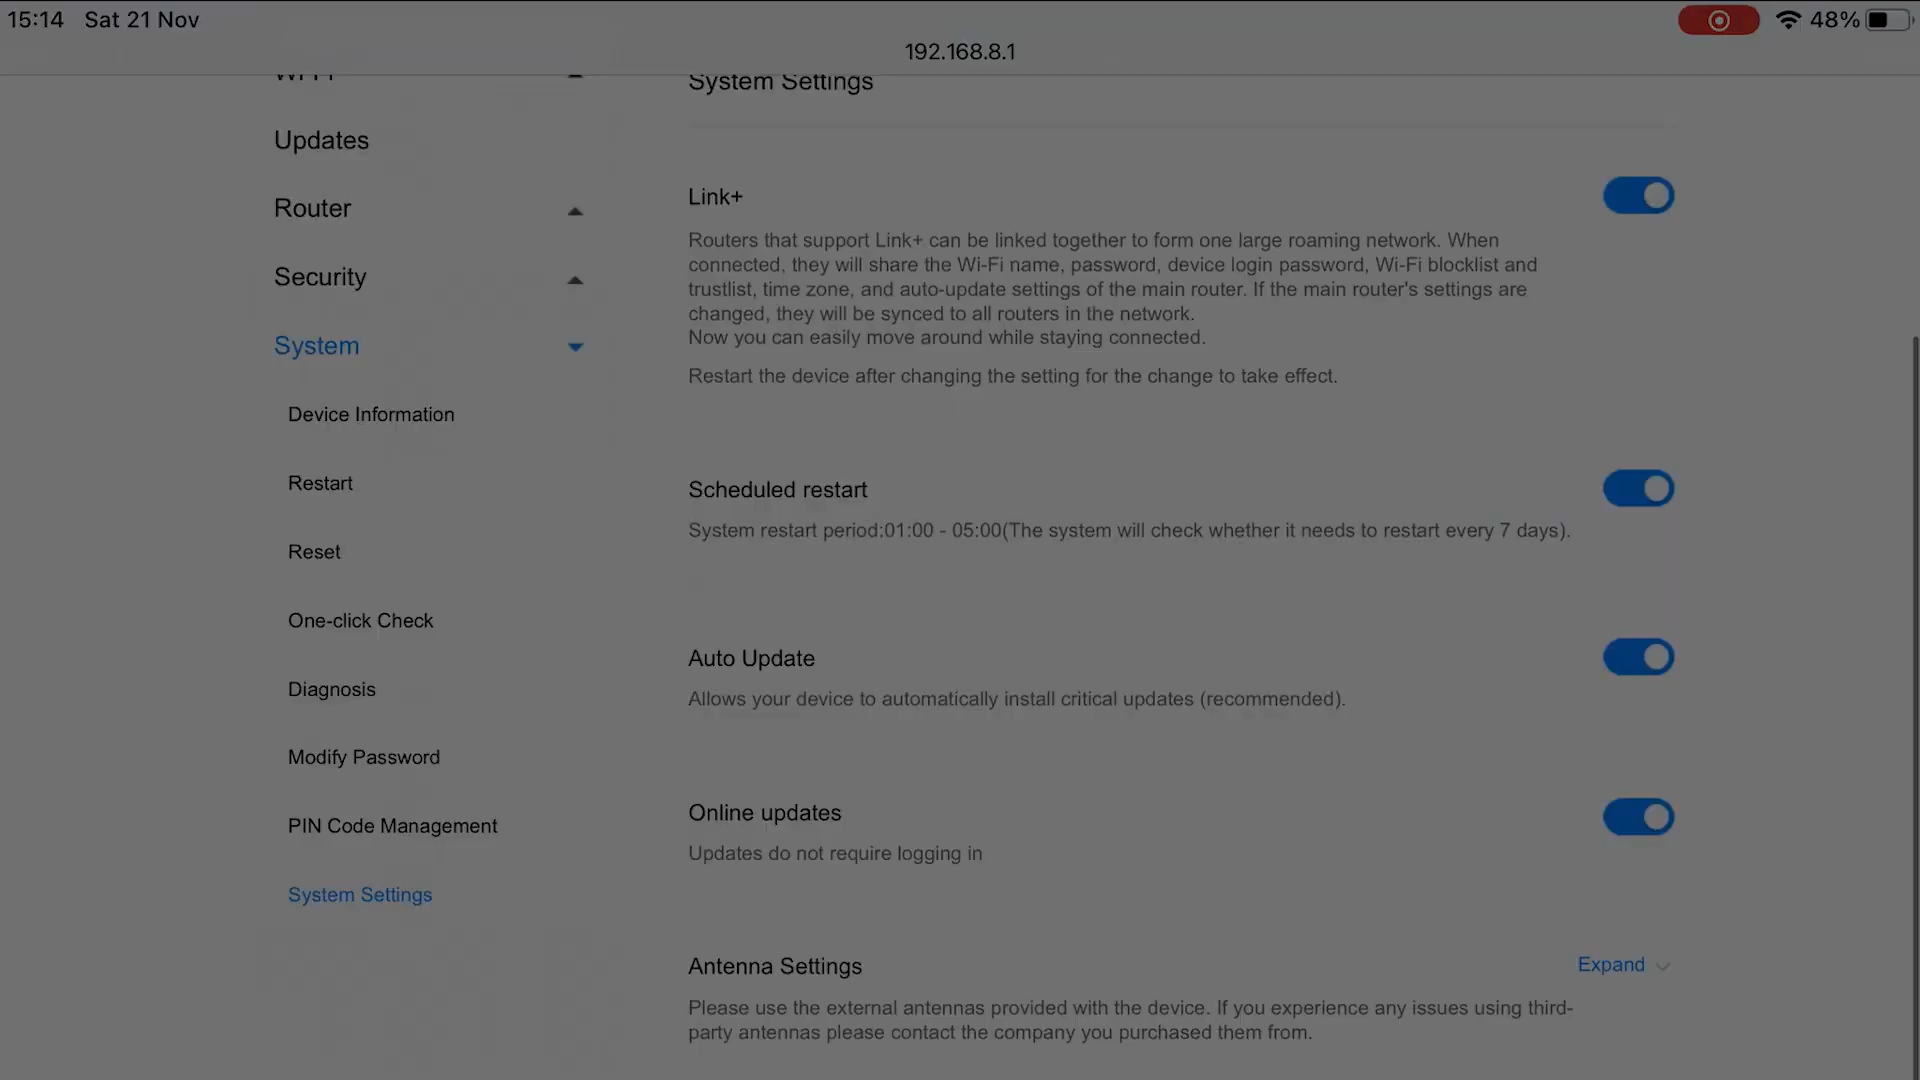 15:14 Sat 21 Nov
48%
192.168.8.1
Wi-Fi
Updates
Router
Security
System
Device Information
Restart
Reset
One-click Check
Diagnosis
Modify Password
PIN Code Management
System Settings
System Settings
Link+
Routers that support Link+ can be linked together to form one large roaming network. When
connected, they will share the Wi-Fi name, password, device login password, Wi-Fi blocklist and
trustlist, time zone, and auto-update settings of the main router. If the main router's settings are
changed, they will be synced to all routers in the network.
Now you can easily move around while staying connected.
Restart the device after changing the setting for the change to take effect.
Scheduled restart
System restart period:01:00 - 05:00(The system will check whether it needs to restart every 7 days).
Auto Update
Allows your device to automatically install critical updates (recommended).
Online updates
Updates do not require logging in
Antenna Settings
Expand
Please use the external antennas provided with the device. If you experience any issues using third-
party antennas please contact the company you purchased them from.